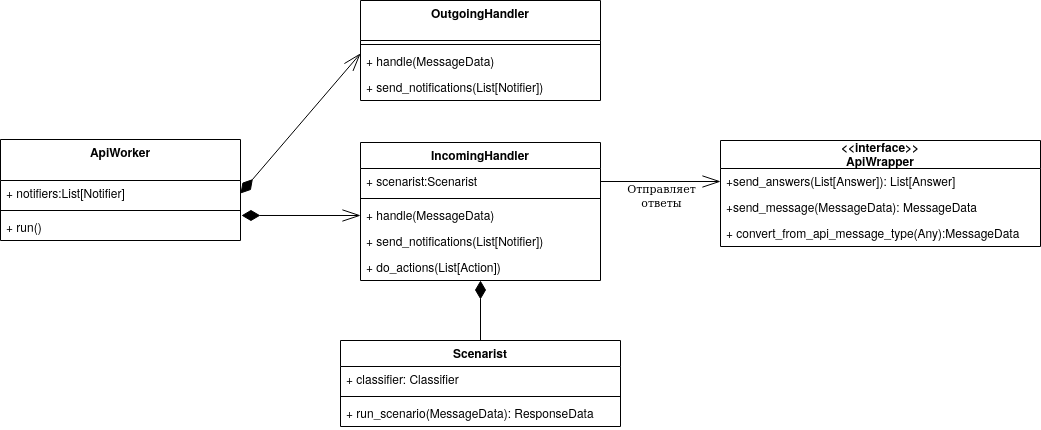 OutgoingHandler
+ handle(MessageData)
+ send_notifications(List[Notifier])
ApiWorker
+ notifiers:List[Notifier]
+ run()
IncomingHandler
+ scenarist:Scenarist
+ handle(MessageData)
+ send_notifications(List[Notifier])
+ do_actions(List[Action])
Отправляет
ответы
<<interface>>
ApiWrapper
+send_answers(List[Answer]): List[Answer]
+send_message(MessageData): MessageData
+ convert_from_api_message_type(Any):MessageData
Scenarist
+ classifier: Classifier
+ run_scenario(MessageData): ResponseData